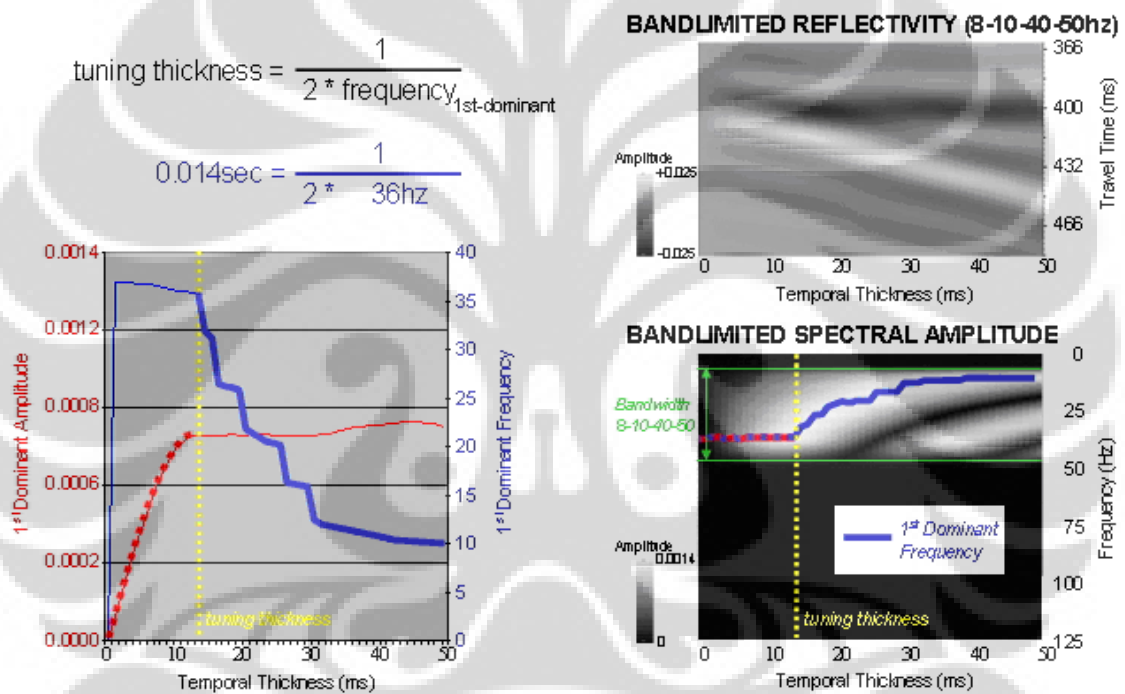 tuning thickness = 1 / 2 * frequency 1st-dominant
0.014sec = 1 / 2 * 36hz
BANDLIMITED REFLECTIVITY (8-10-40-50hz)
Amplitude
+0.025
-0.025
366
400
432
466
Travel Time (ms)
0 10 20 30 40 50
Temporal Thickness (ms)
1st Dominant Amplitude
0.0014
0.0012
0.0008
0.0006
0.0002
0.0000
40
35
30
25
20
15
10
5
0
1st Dominant Frequency
tuning thickness
0 10 20 30 40 50
Temporal Thickness (ms)
BANDLIMITED SPECTRAL AMPLITUDE
Bandwidth
8-10-40-50
Amplitude
0.0014
0
0
25
50
75
100
125
Frequency (Hz)
1st Dominant
Frequency
tuning thickness
0 10 20 30 40 50
Temporal Thickness (ms)